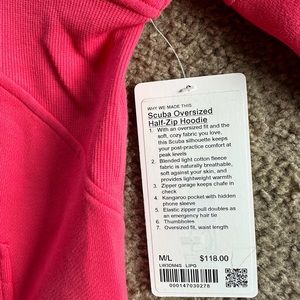 WHY WE MADE THIS
Scuba Oversized
Half-Zip Hoodie
1. With an oversized fit and the
soft, cozy fabric you love,
this Scuba silhouette keeps
your post-practice comfort at
peak levels
2. Blended light cotton fleece
fabric is naturally breathable,
soft against your skin, and
provides lightweight warmth
3. Zipper garage keeps chafe in
check
4. Kangaroo pocket with hidden
phone sleeve
5. Elastic zipper pull doubles as
an emergency hair tie
6. Thumbholes
7. Oversized fit, waist length
M/L $118.00
LW3DM4S LIPG
000147030278